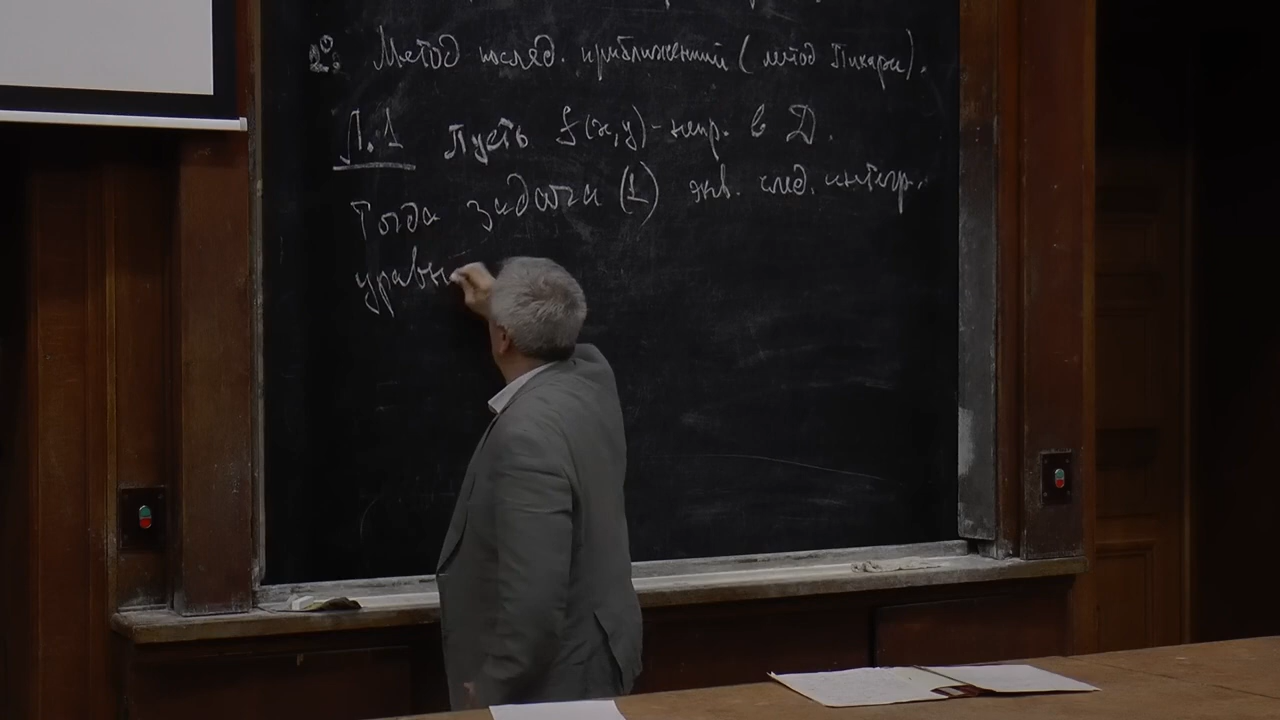 2°. Метод послед. приближений (метод Пикара).
Л.1 Пусть f(x,y)-непр. в D.
Тогда задача (1) экв. след. интегр.
уравн